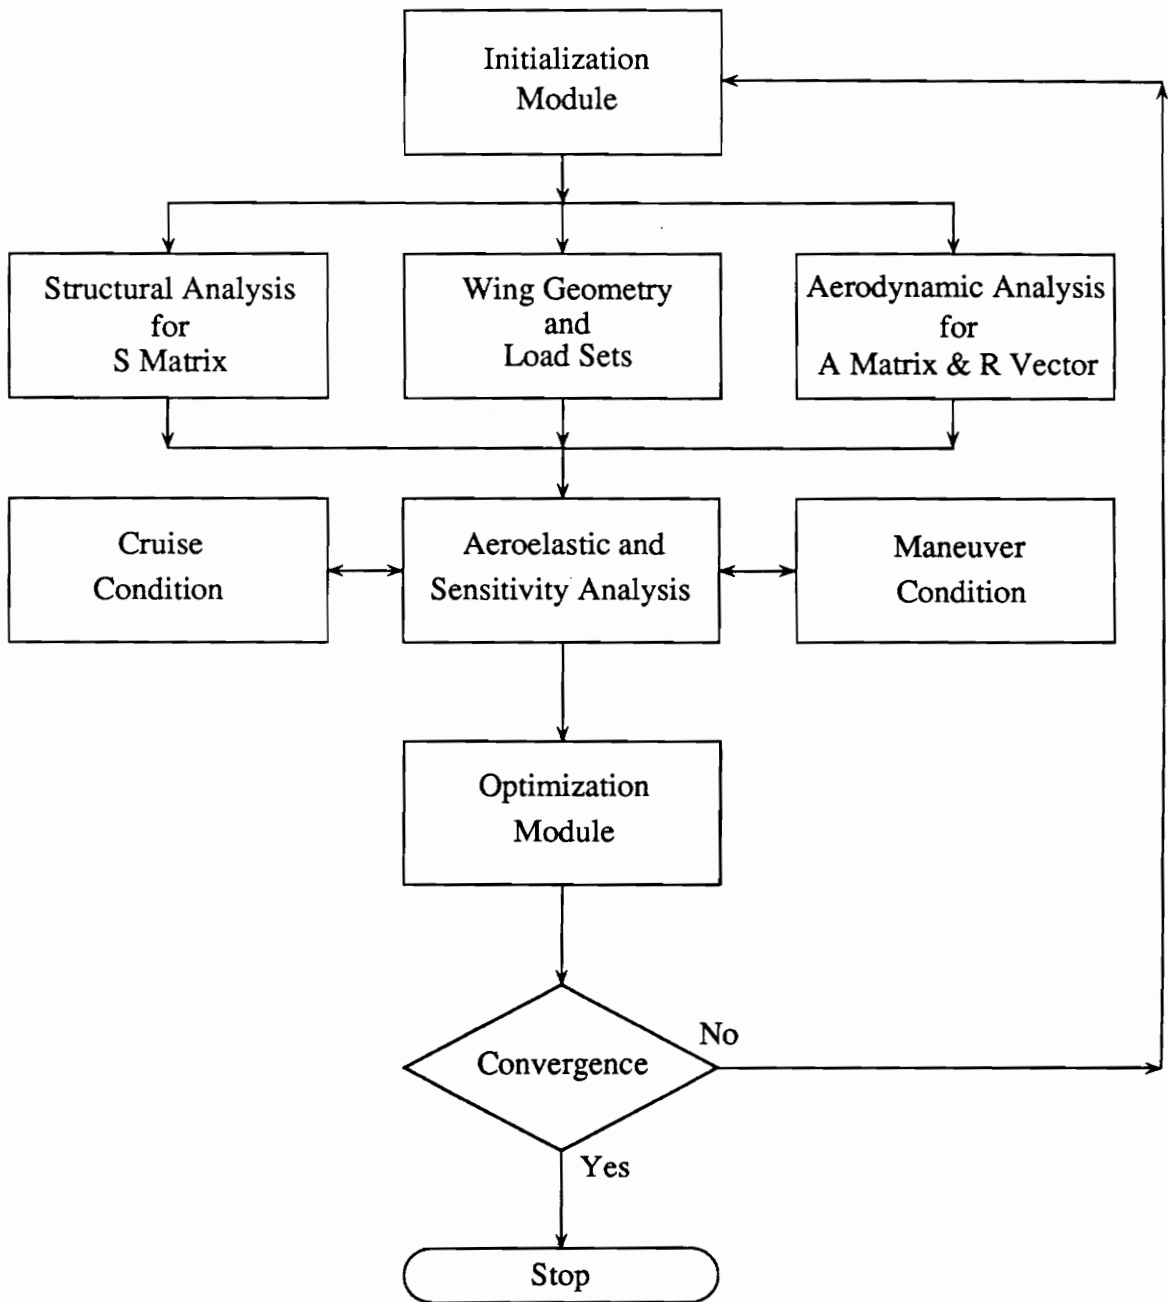 Initialization
Module
Structural Analysis
for
S Matrix
Wing Geometry
and
Load Sets
Aerodynamic Analysis
for
A Matrix & R Vector
Cruise
Condition
Aeroelastic and
Sensitivity Analysis
Maneuver
Condition
Optimization
Module
Convergence
No
Yes
Stop